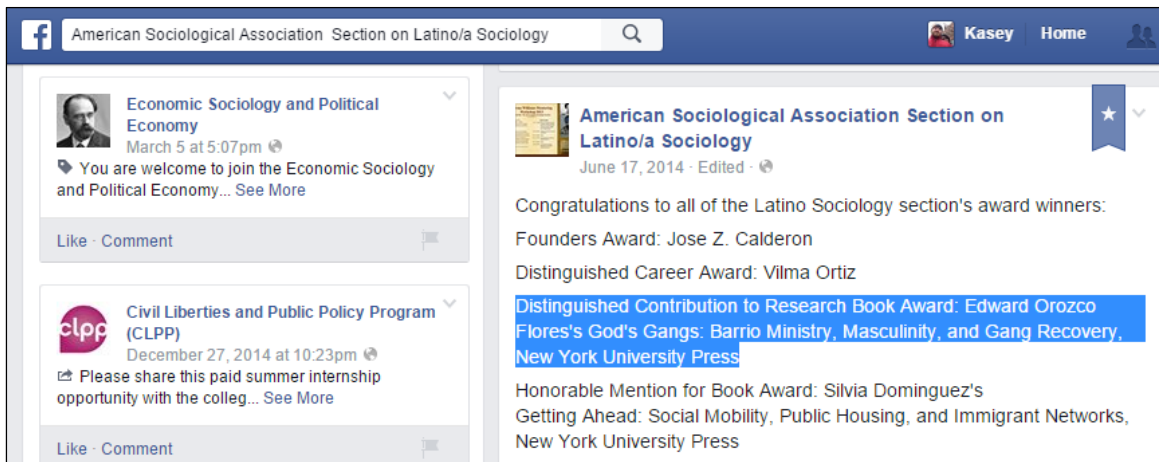 American Sociological Association Section on Latino/a Sociology
Kasey
Home
Economic Sociology and Political
Economy
March 5 at 5:07pm
You are welcome to join the Economic Sociology
and Political Economy... See More
Like · Comment
clpp
Civil Liberties and Public Policy Program
(CLPP)
December 27, 2014 at 10:23pm
Please share this paid summer internship
opportunity with the colleg... See More
Like · Comment
American Sociological Association Section on
Latino/a Sociology
June 17, 2014 · Edited ·
Congratulations to all of the Latino Sociology section's award winners:
Founders Award: Jose Z. Calderon
Distinguished Career Award: Vilma Ortiz
Distinguished Contribution to Research Book Award: Edward Orozco
Flores's God's Gangs: Barrio Ministry, Masculinity, and Gang Recovery,
New York University Press
Honorable Mention for Book Award: Silvia Dominguez's
Getting Ahead: Social Mobility, Public Housing, and Immigrant Networks,
New York University Press